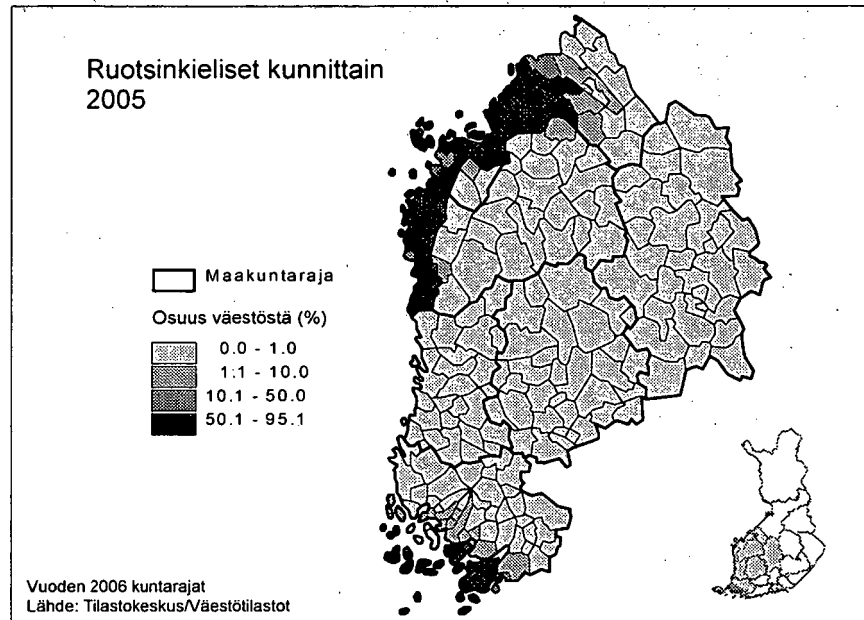 Ruotsinkieliset kunnittain
2005
Maakuntaraja
Osuus väestöstä (%)
0.0 - 1.0
1:1 - 10.0
10.1 - 50.0
50.1 - 95.1
Vuoden 2006 kuntarajat
Lähde: Tilastokeskus/Väestötilastot